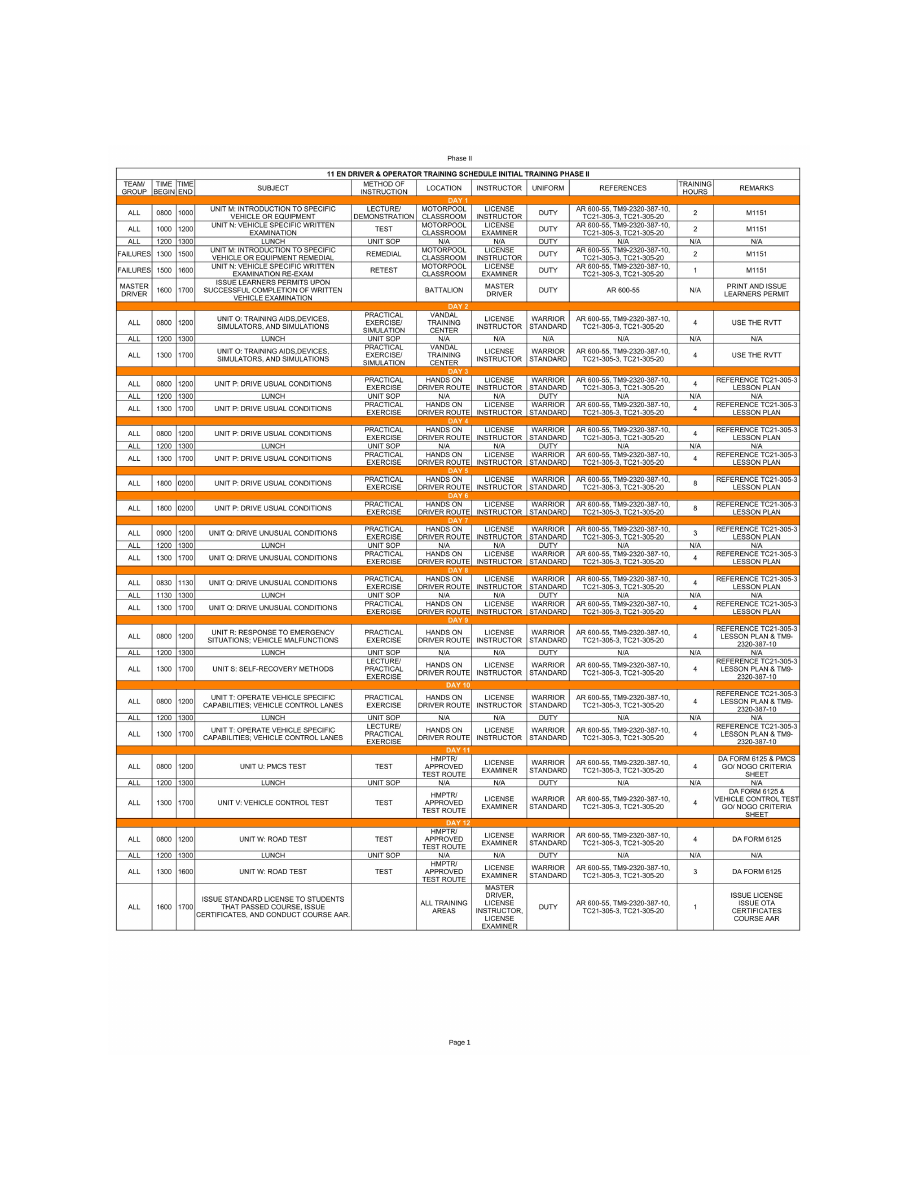 Phase II
11 EN DRIVER & OPERATOR TRAINING SCHEDULE INITIAL TRAINING PHASE II
TEAM/ GROUP TIME BEGIN TIME END SUBJECT METHOD OF INSTRUCTION LOCATION INSTRUCTOR UNIFORM REFERENCES TRAINING HOURS REMARKS
DAY 1
ALL 0800 1000 UNIT M: INTRODUCTION TO SPECIFIC VEHICLE OR EQUIPMENT LECTURE/ DEMONSTRATION MOTORPOOL CLASSROOM LICENSE INSTRUCTOR DUTY AR 600-55, TM9-2320-387-10, TC21-305-3, TC21-305-20 2 M1151
ALL 1000 1200 UNIT N: VEHICLE SPECIFIC WRITTEN EXAMINATION TEST MOTORPOOL CLASSROOM LICENSE EXAMINER DUTY AR 600-55, TM9-2320-387-10, TC21-305-3, TC21-305-20 2 M1151
ALL 1200 1300 LUNCH UNIT SOP N/A N/A DUTY N/A N/A N/A
FAILURES 1300 1500 UNIT M: INTRODUCTION TO SPECIFIC VEHICLE OR EQUIPMENT REMEDIAL REMEDIAL MOTORPOOL CLASSROOM LICENSE INSTRUCTOR DUTY AR 600-55, TM9-2320-387-10, TC21-305-3, TC21-305-20 2 M1151
FAILURES 1500 1600 UNIT N: VEHICLE SPECIFIC WRITTEN EXAMINATION RE-EXAM RETEST MOTORPOOL CLASSROOM LICENSE EXAMINER DUTY AR 600-55, TM9-2320-387-10, TC21-305-3, TC21-305-20 1 M1151
MASTER DRIVER 1600 1700 ISSUE LEARNERS PERMITS UPON SUCCESSFUL COMPLETION OF WRITTEN VEHICLE EXAMINATION BATTALION MASTER DRIVER DUTY AR 600-55 N/A PRINT AND ISSUE LEARNERS PERMIT
DAY 2
ALL 0800 1200 UNIT O: TRAINING AIDS,DEVICES, SIMULATORS, AND SIMULATIONS PRACTICAL EXERCISE/ SIMULATION VANDAL TRAINING CENTER LICENSE INSTRUCTOR WARRIOR STANDARD AR 600-55, TM9-2320-387-10, TC21-305-3, TC21-305-20 4 USE THE RVTT
ALL 1200 1300 LUNCH UNIT SOP N/A N/A N/A N/A N/A N/A
ALL 1300 1700 UNIT O: TRAINING AIDS,DEVICES, SIMULATORS, AND SIMULATIONS PRACTICAL EXERCISE/ SIMULATION VANDAL TRAINING CENTER LICENSE INSTRUCTOR WARRIOR STANDARD AR 600-55, TM9-2320-387-10, TC21-305-3, TC21-305-20 4 USE THE RVTT
DAY 3
ALL 0800 1200 UNIT P: DRIVE USUAL CONDITIONS PRACTICAL EXERCISE HANDS ON DRIVER ROUTE LICENSE INSTRUCTOR WARRIOR STANDARD AR 600-55, TM9-2320-387-10, TC21-305-3, TC21-305-20 4 REFERENCE TC21-305-3 LESSON PLAN
ALL 1200 1300 LUNCH UNIT SOP N/A N/A DUTY N/A N/A N/A
ALL 1300 1700 UNIT P: DRIVE USUAL CONDITIONS PRACTICAL EXERCISE HANDS ON DRIVER ROUTE LICENSE INSTRUCTOR WARRIOR STANDARD AR 600-55, TM9-2320-387-10, TC21-305-3, TC21-305-20 4 REFERENCE TC21-305-3 LESSON PLAN
DAY 4
ALL 0800 1200 UNIT P: DRIVE USUAL CONDITIONS PRACTICAL EXERCISE HANDS ON DRIVER ROUTE LICENSE INSTRUCTOR WARRIOR STANDARD AR 600-55, TM9-2320-387-10, TC21-305-3, TC21-305-20 4 REFERENCE TC21-305-3 LESSON PLAN
ALL 1200 1300 LUNCH UNIT SOP N/A N/A DUTY N/A N/A N/A
ALL 1300 1700 UNIT P: DRIVE USUAL CONDITIONS PRACTICAL EXERCISE HANDS ON DRIVER ROUTE LICENSE INSTRUCTOR WARRIOR STANDARD AR 600-55, TM9-2320-387-10, TC21-305-3, TC21-305-20 4 REFERENCE TC21-305-3 LESSON PLAN
DAY 5
ALL 1800 0200 UNIT P: DRIVE USUAL CONDITIONS PRACTICAL EXERCISE HANDS ON DRIVER ROUTE LICENSE INSTRUCTOR WARRIOR STANDARD AR 600-55, TM9-2320-387-10, TC21-305-3, TC21-305-20 8 REFERENCE TC21-305-3 LESSON PLAN
DAY 6
ALL 1800 0200 UNIT P: DRIVE USUAL CONDITIONS PRACTICAL EXERCISE HANDS ON DRIVER ROUTE LICENSE INSTRUCTOR WARRIOR STANDARD AR 600-55, TM9-2320-387-10, TC21-305-3, TC21-305-20 8 REFERENCE TC21-305-3 LESSON PLAN
DAY 7
ALL 0900 1200 UNIT Q: DRIVE UNUSUAL CONDITIONS PRACTICAL EXERCISE HANDS ON DRIVER ROUTE LICENSE INSTRUCTOR WARRIOR STANDARD AR 600-55, TM9-2320-387-10, TC21-305-3, TC21-305-20 3 REFERENCE TC21-305-3 LESSON PLAN
ALL 1200 1300 LUNCH UNIT SOP N/A N/A DUTY N/A N/A N/A
ALL 1300 1700 UNIT Q: DRIVE UNUSUAL CONDITIONS PRACTICAL EXERCISE HANDS ON DRIVER ROUTE LICENSE INSTRUCTOR WARRIOR STANDARD AR 600-55, TM9-2320-387-10, TC21-305-3, TC21-305-20 4 REFERENCE TC21-305-3 LESSON PLAN
DAY 8
ALL 0830 1130 UNIT Q: DRIVE UNUSUAL CONDITIONS PRACTICAL EXERCISE HANDS ON DRIVER ROUTE LICENSE INSTRUCTOR WARRIOR STANDARD AR 600-55, TM9-2320-387-10, TC21-305-3, TC21-305-20 4 REFERENCE TC21-305-3 LESSON PLAN
ALL 1130 1300 LUNCH UNIT SOP N/A N/A DUTY N/A N/A N/A
ALL 1300 1700 UNIT Q: DRIVE UNUSUAL CONDITIONS PRACTICAL EXERCISE HANDS ON DRIVER ROUTE LICENSE INSTRUCTOR WARRIOR STANDARD AR 600-55, TM9-2320-387-10, TC21-305-3, TC21-305-20 4 REFERENCE TC21-305-3 LESSON PLAN
DAY 9
ALL 0800 1200 UNIT R: RESPONSE TO EMERGENCY SITUATIONS; VEHICLE MALFUNCTIONS PRACTICAL EXERCISE HANDS ON DRIVER ROUTE LICENSE INSTRUCTOR WARRIOR STANDARD AR 600-55, TM9-2320-387-10, TC21-305-3, TC21-305-20 4 REFERENCE TC21-305-3 LESSON PLAN & TM9-2320-387-10
ALL 1200 1300 LUNCH UNIT SOP N/A N/A DUTY N/A N/A N/A
ALL 1300 1700 UNIT S: SELF-RECOVERY METHODS LECTURE/ PRACTICAL EXERCISE HANDS ON DRIVER ROUTE LICENSE INSTRUCTOR WARRIOR STANDARD AR 600-55, TM9-2320-387-10, TC21-305-3, TC21-305-20 4 REFERENCE TC21-305-3 LESSON PLAN & TM9-2320-387-10
DAY 10
ALL 0800 1200 UNIT T: OPERATE VEHICLE SPECIFIC CAPABILITIES; VEHICLE CONTROL LANES PRACTICAL EXERCISE HANDS ON DRIVER ROUTE LICENSE INSTRUCTOR WARRIOR STANDARD AR 600-55, TM9-2320-387-10, TC21-305-3, TC21-305-20 4 REFERENCE TC21-305-3 LESSON PLAN & TM9-2320-387-10
ALL 1200 1300 LUNCH UNIT SOP N/A N/A DUTY N/A N/A N/A
ALL 1300 1700 UNIT T: OPERATE VEHICLE SPECIFIC CAPABILITIES; VEHICLE CONTROL LANES LECTURE/ PRACTICAL EXERCISE HANDS ON DRIVER ROUTE LICENSE INSTRUCTOR WARRIOR STANDARD AR 600-55, TM9-2320-387-10, TC21-305-3, TC21-305-20 4 REFERENCE TC21-305-3 LESSON PLAN & TM9-2320-387-10
DAY 11
ALL 0800 1200 UNIT U: PMCS TEST TEST HMPTR/ APPROVED TEST ROUTE LICENSE EXAMINER WARRIOR STANDARD AR 600-55, TM9-2320-387-10, TC21-305-3, TC21-305-20 4 DA FORM 6125 & PMCS GO/ NOGO CRITERIA SHEET
ALL 1200 1300 LUNCH UNIT SOP N/A N/A DUTY N/A N/A N/A
ALL 1300 1700 UNIT V: VEHICLE CONTROL TEST TEST HMPTR/ APPROVED TEST ROUTE LICENSE EXAMINER WARRIOR STANDARD AR 600-55, TM9-2320-387-10, TC21-305-3, TC21-305-20 4 DA FORM 6125 & VEHICLE CONTROL TEST GO/ NOGO CRITERIA SHEET
DAY 12
ALL 0800 1200 UNIT W: ROAD TEST TEST HMPTR/ APPROVED TEST ROUTE LICENSE EXAMINER WARRIOR STANDARD AR 600-55, TM9-2320-387-10, TC21-305-3, TC21-305-20 4 DA FORM 6125
ALL 1200 1300 LUNCH UNIT SOP N/A N/A DUTY N/A N/A N/A
ALL 1300 1600 UNIT W: ROAD TEST TEST HMPTR/ APPROVED TEST ROUTE LICENSE EXAMINER WARRIOR STANDARD AR 600-55, TM9-2320-387-10, TC21-305-3, TC21-305-20 3 DA FORM 6125
ALL 1600 1700 ISSUE STANDARD LICENSE TO STUDENTS THAT PASSED COURSE, ISSUE CERTIFICATES, AND CONDUCT COURSE AAR. ALL TRAINING AREAS MASTER DRIVER, LICENSE INSTRUCTOR, LICENSE EXAMINER DUTY AR 600-55, TM9-2320-387-10, TC21-305-3, TC21-305-20 1 ISSUE LICENSE ISSUE OTA CERTIFICATES COURSE AAR
Page 1